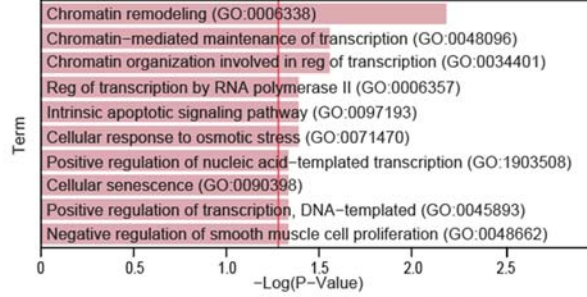 Chromatin remodeling (GO:0006338)
Chromatin−mediated maintenance of transcription (GO:0048096)
Chromatin organization involved in reg of transcription (GO:0034401)
Reg of transcription by RNA polymerase II (GO:0006357)
Intrinsic apoptotic signaling pathway (GO:0097193)
Cellular response to osmotic stress (GO:0071470)
Positive regulation of nucleic acid−templated transcription (GO:1903508)
Cellular senescence (GO:0090398)
Positive regulation of transcription, DNA−templated (GO:0045893)
Negative regulation of smooth muscle cell proliferation (GO:0048662)
Term
0 0.5 1.0 1.5 2.0 2.5
−Log(P−Value)